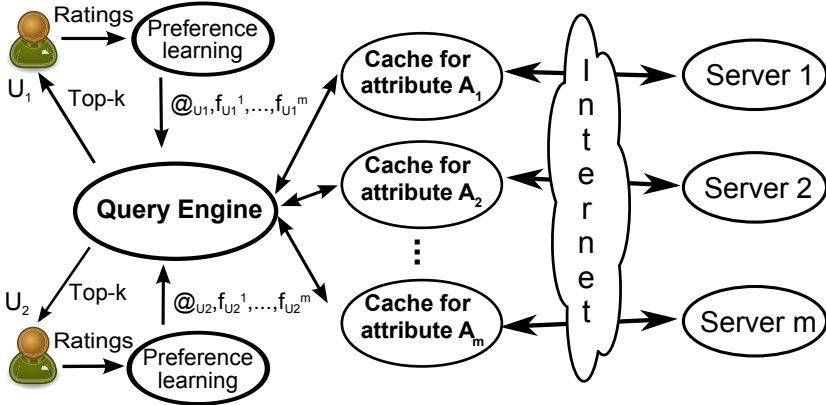 Ratings
Preference
learning
U1
Top-k
@U1,fU1^1,...,fU1^m
Query Engine
U2
Top-k
@U2,fU2^1,...,fU2^m
Ratings
Preference
learning
Cache for
attribute A1
Cache for
attribute A2
⋮
Cache for
attribute Am
Internet
Server 1
Server 2
Server m